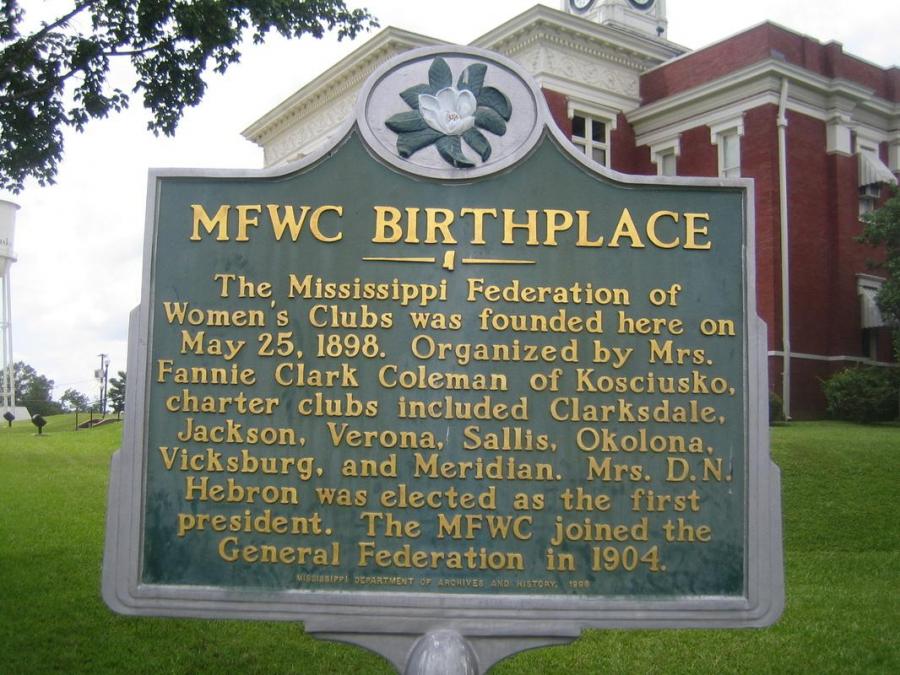 MFWC BIRTHPLACE
The Mississippi Federation of
Women's Clubs was founded here on
May 25, 1898. Organized by Mrs.
Fannie Clark Coleman of Kosciusko,
charter clubs included Clarksdale,
Jackson, Verona, Sallis, Okolona,
Vicksburg, and Meridian. Mrs. D.N.
Hebron was elected as the first
president. The MFWC joined the
General Federation in 1904.
MISSISSIPPI DEPARTMENT OF ARCHIVES AND HISTORY,